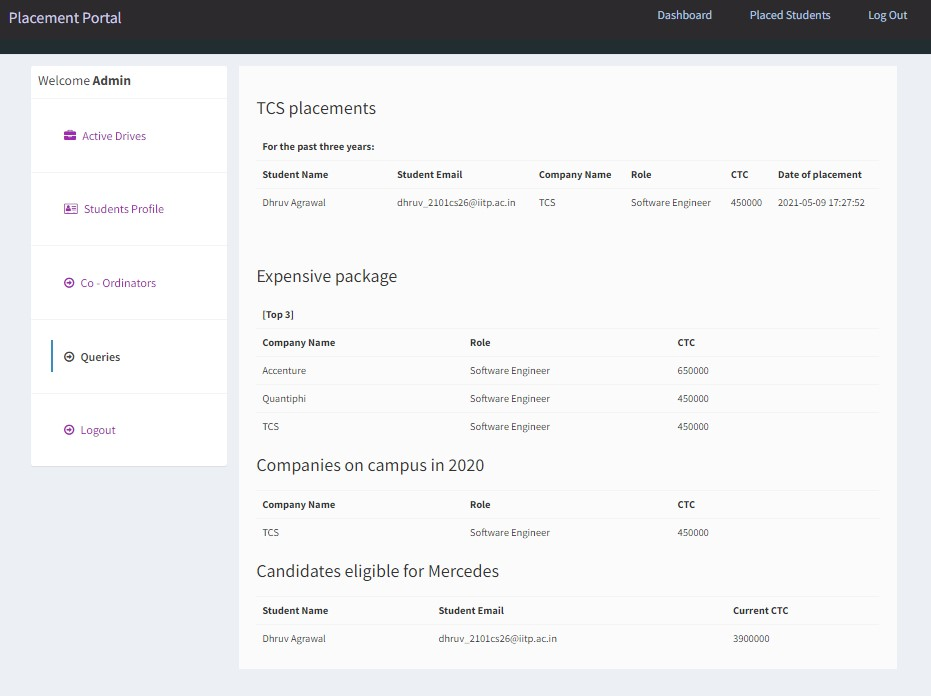 Placement Portal Dashboard Placed Students Log Out
Welcome Admin
Active Drives
Students Profile
Co - Ordinators
Queries
Logout
TCS placements
For the past three years:
Student Name Student Email Company Name Role CTC Date of placement
Dhruv Agrawal dhruv_2101cs26@iitp.ac.in TCS Software Engineer 450000 2021-05-09 17:27:52
Expensive package
[Top 3]
Company Name Role CTC
Accenture Software Engineer 650000
Quantiphi Software Engineer 450000
TCS Software Engineer 450000
Companies on campus in 2020
Company Name Role CTC
TCS Software Engineer 450000
Candidates eligible for Mercedes
Student Name Student Email Current CTC
Dhruv Agrawal dhruv_2101cs26@iitp.ac.in 3900000